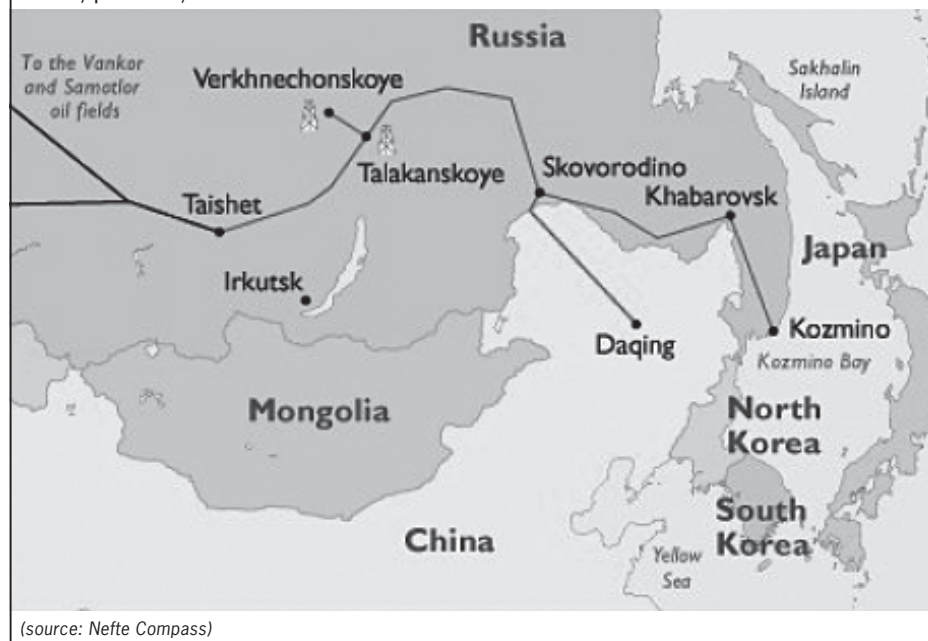 Russia
To the Vankor
and Samotlor
oil fields
Verkhnechonskoye
Sakhalin
Island
Talakanskoye
Skovorodino
Taishet
Khabarovsk
Japan
Irkutsk
Daqing
Kozmino
Kozmino Bay
Mongolia
North
Korea
South
Korea
China
Yellow
Sea
(source: Nefte Compass)